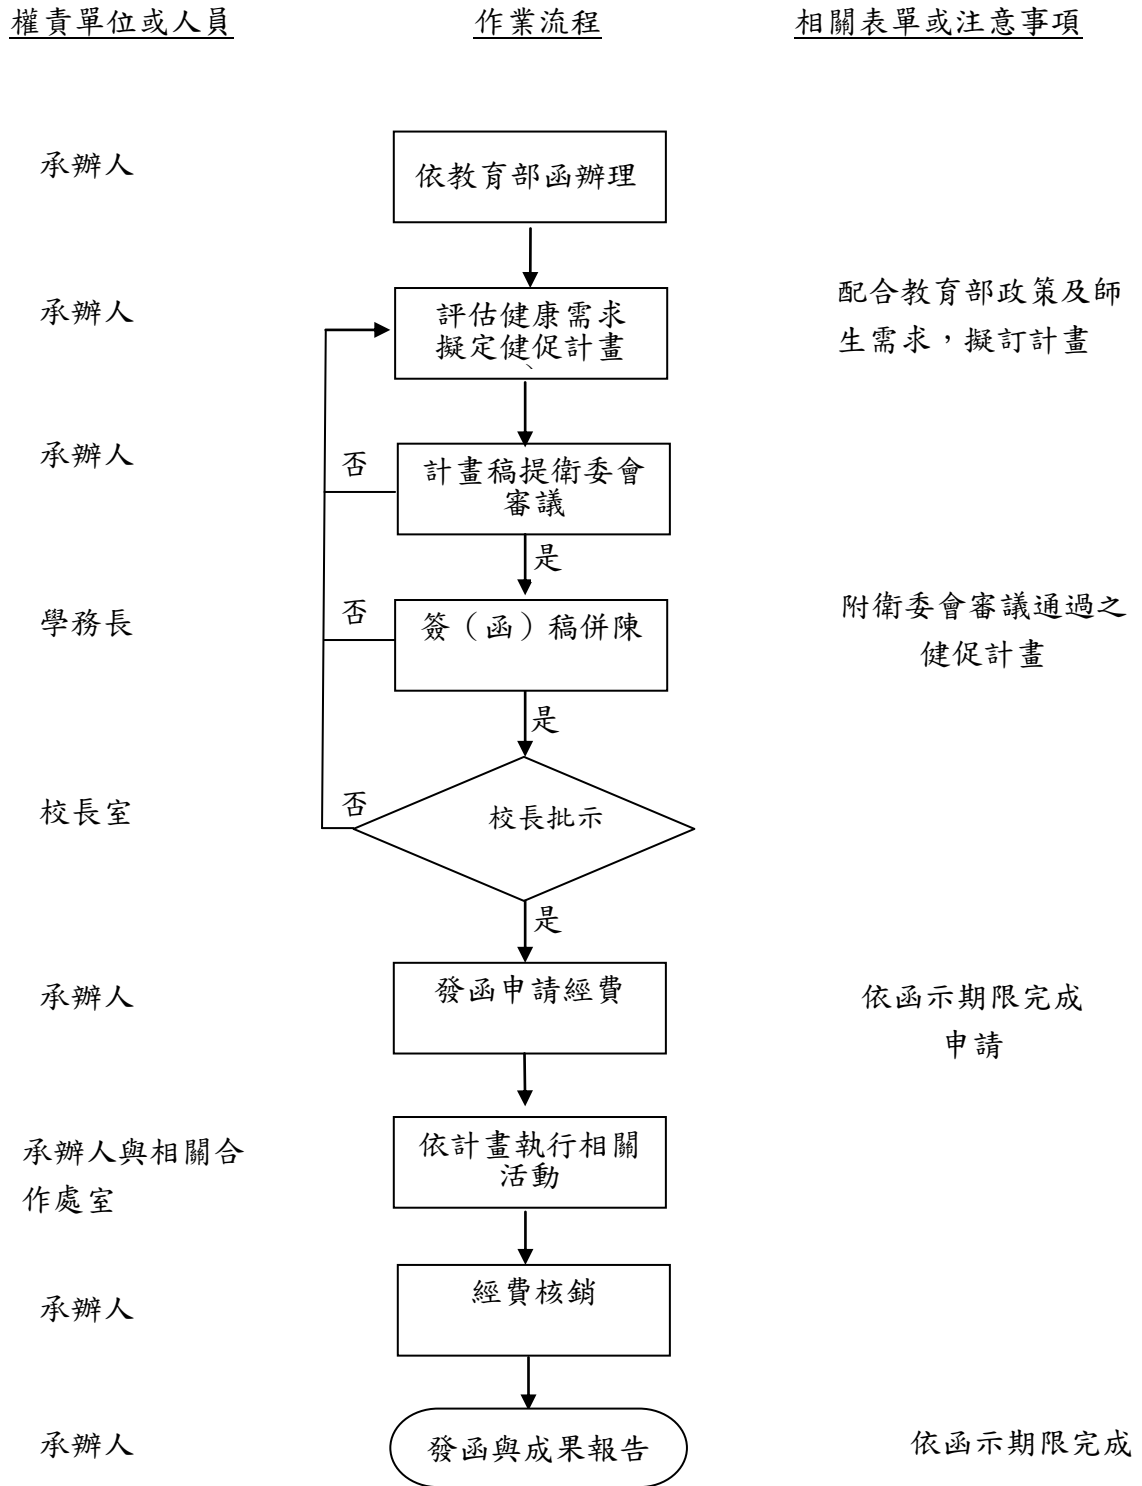 權責單位或人員
作業流程
相關表單或注意事項
承辦人
依教育部函辦理
承辦人
評估健康需求
擬定健促計畫
、
配合教育部政策及師
生需求，擬訂計畫
承辦人
否
計畫稿提衛委會
審議
是
學務長
否
簽（函）稿併陳
附衛委會審議通過之
健促計畫
是
校長室
否
校長批示
是
承辦人
發函申請經費
依函示期限完成
申請
承辦人與相關合
作處室
依計畫執行相關
活動
承辦人
經費核銷
承辦人
發函與成果報告
依函示期限完成